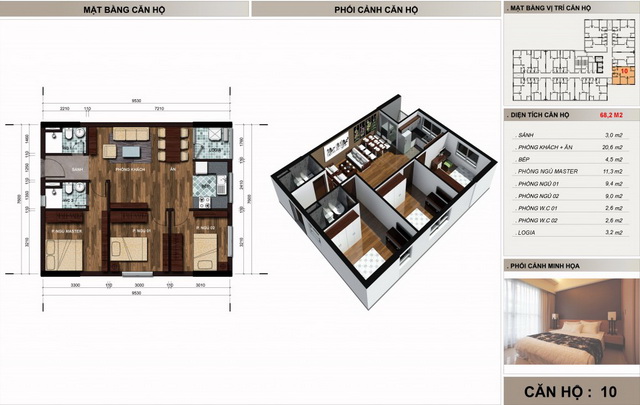 MẶT BẰNG CĂN HỘ
PHỐI CẢNH CĂN HỘ
. MẶT BẰNG VỊ TRÍ CĂN HỘ
10
. DIỆN TÍCH CĂN HỘ 68,2 M2
. SẢNH 3,0 m2
. PHÒNG KHÁCH + ĂN 20,6 m2
. BẾP 4,5 m2
PHÒNG NGỦ MASTER 11,3 m2
. PHÒNG NGỦ 01 9,4 m2
. PHÒNG NGỦ 02 9,0 m2
. PHÒNG W.C 01 2,6 m2
. PHÒNG W.C 02 2,6 m2
. LOGIA 3,2 m2
. PHỐI CẢNH MINH HỌA
CĂN HỘ : 10
9530
2210 110 7210
SẢNH
PHÒNG KHÁCH
ĂN
P. NGỦ MASTER
P. NGỦ 01
P. NGỦ 02
3300 110 3000 110 3010
9530